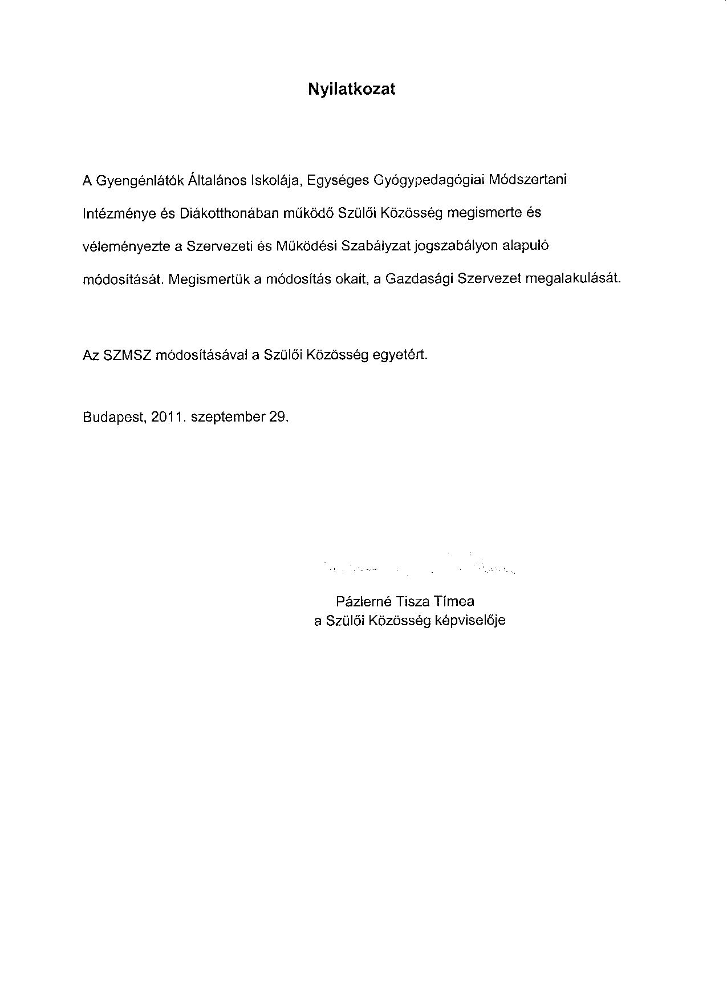 Nyilatkozat
A Gyengénlátók Általános Iskolája, Egységes Gyógypedagógiai Módszertani
Intézménye és Diákotthonában működő Szülői Közösség megismerte és
véleményezte a Szervezeti és Működési Szabályzat jogszabályon alapuló
módosítását. Megismertük a módosítás okait, a Gazdasági Szervezet megalakulását.
Az SZMSZ módosításával a Szülői Közösség egyetért.
Budapest, 2011. szeptember 29.
Pázlerné Tisza Tímea
a Szülői Közösség képviselője